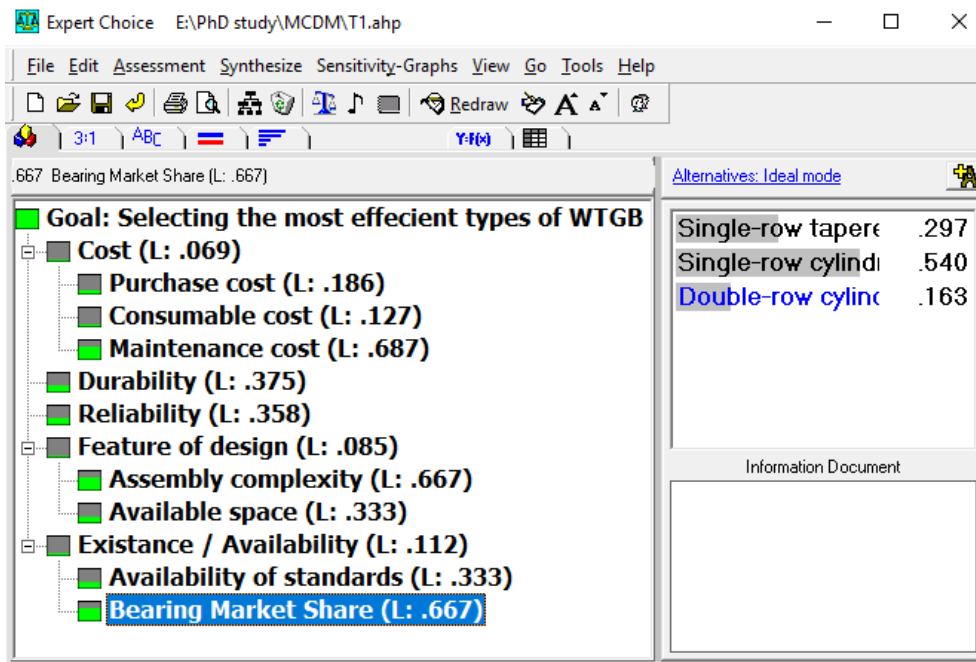 Expert Choice E:\PhD study\MCDM\T1.ahp
File Edit Assessment Synthesize Sensitivity-Graphs View Go Tools Help
Redraw A A
3:1 ABC Y=F(x)
.667 Bearing Market Share (L: .667)
Alternatives: Ideal mode
Goal: Selecting the most effecient types of WTGB
Cost (L: .069)
Purchase cost (L: .186)
Consumable cost (L: .127)
Maintenance cost (L: .687)
Durability (L: .375)
Reliability (L: .358)
Feature of design (L: .085)
Assembly complexity (L: .667)
Available space (L: .333)
Existance / Availability (L: .112)
Availability of standards (L: .333)
Bearing Market Share (L: .667)
Single-row tapere .297
Single-row cylindr .540
Double-row cylind .163
Information Document